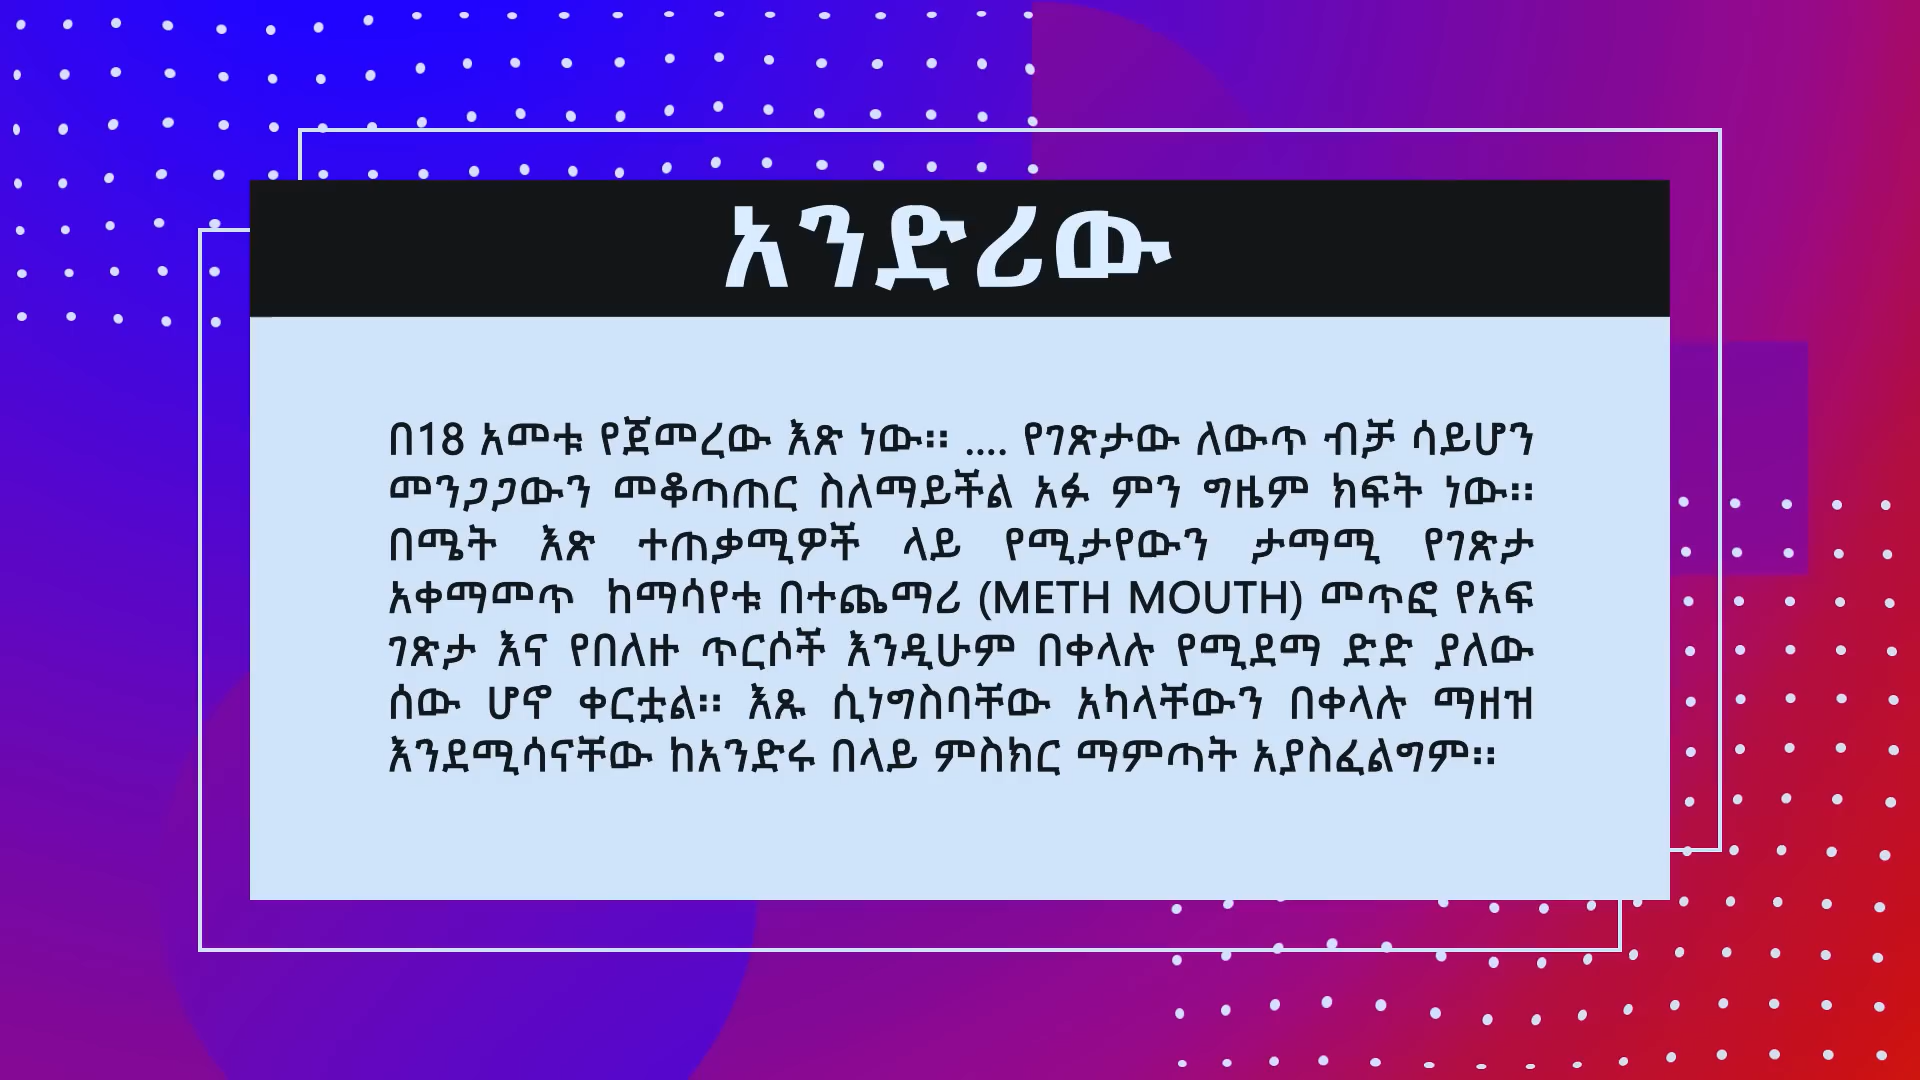 አንድሪው
በ18 አመቱ የጀመረው እጽ ነው፡፡ .... የገጽታው ለውጥ ብቻ ሳይሆን
መንጋጋውን መቆጣጠር ስለማይችል አፉ ምን ግዜም ክፍት ነው፡፡
በሜት እጽ ተጠቃሚዎች ላይ የሚታየውን ታማሚ የገጽታ
አቀማመጥ ከማሳየቱ በተጨማሪ (METH MOUTH) መጥፎ የአፍ
ገጽታ እና የበለዙ ጥርሶች እንዲሁም በቀላሉ የሚደማ ድድ ያለው
ሰው ሆኖ ቀርቷል፡፡ እጹ ሲነግስባቸው አካላቸውን በቀላሉ ማዘዝ
እንደሚሳናቸው ከአንድሩ በላይ ምስክር ማምጣት አያስፈልግም፡፡